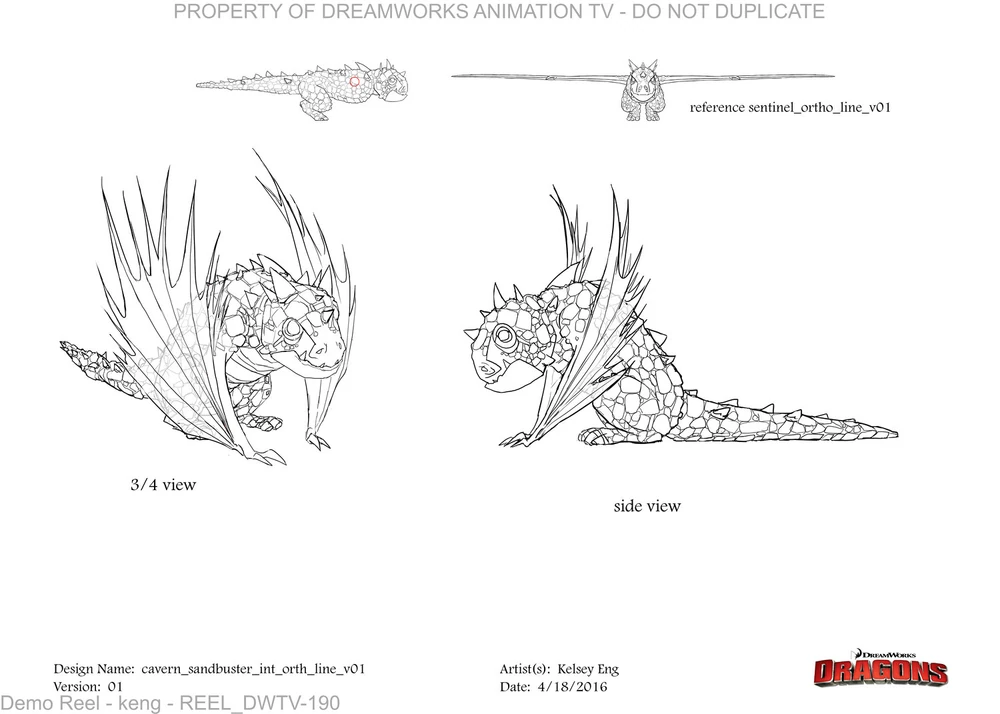 PROPERTY OF DREAMWORKS ANIMATION TV - DO NOT DUPLICATE
reference sentinel_ortho_line_v01
3/4 view
side view
Design Name: cavern_sandbuster_int_orth_line_v01
Version: 01
Artist(s): Kelsey Eng
Date: 4/18/2016
DREAMWORKS
DRAGONS
Demo Reel - keng - REEL_DWTV-190